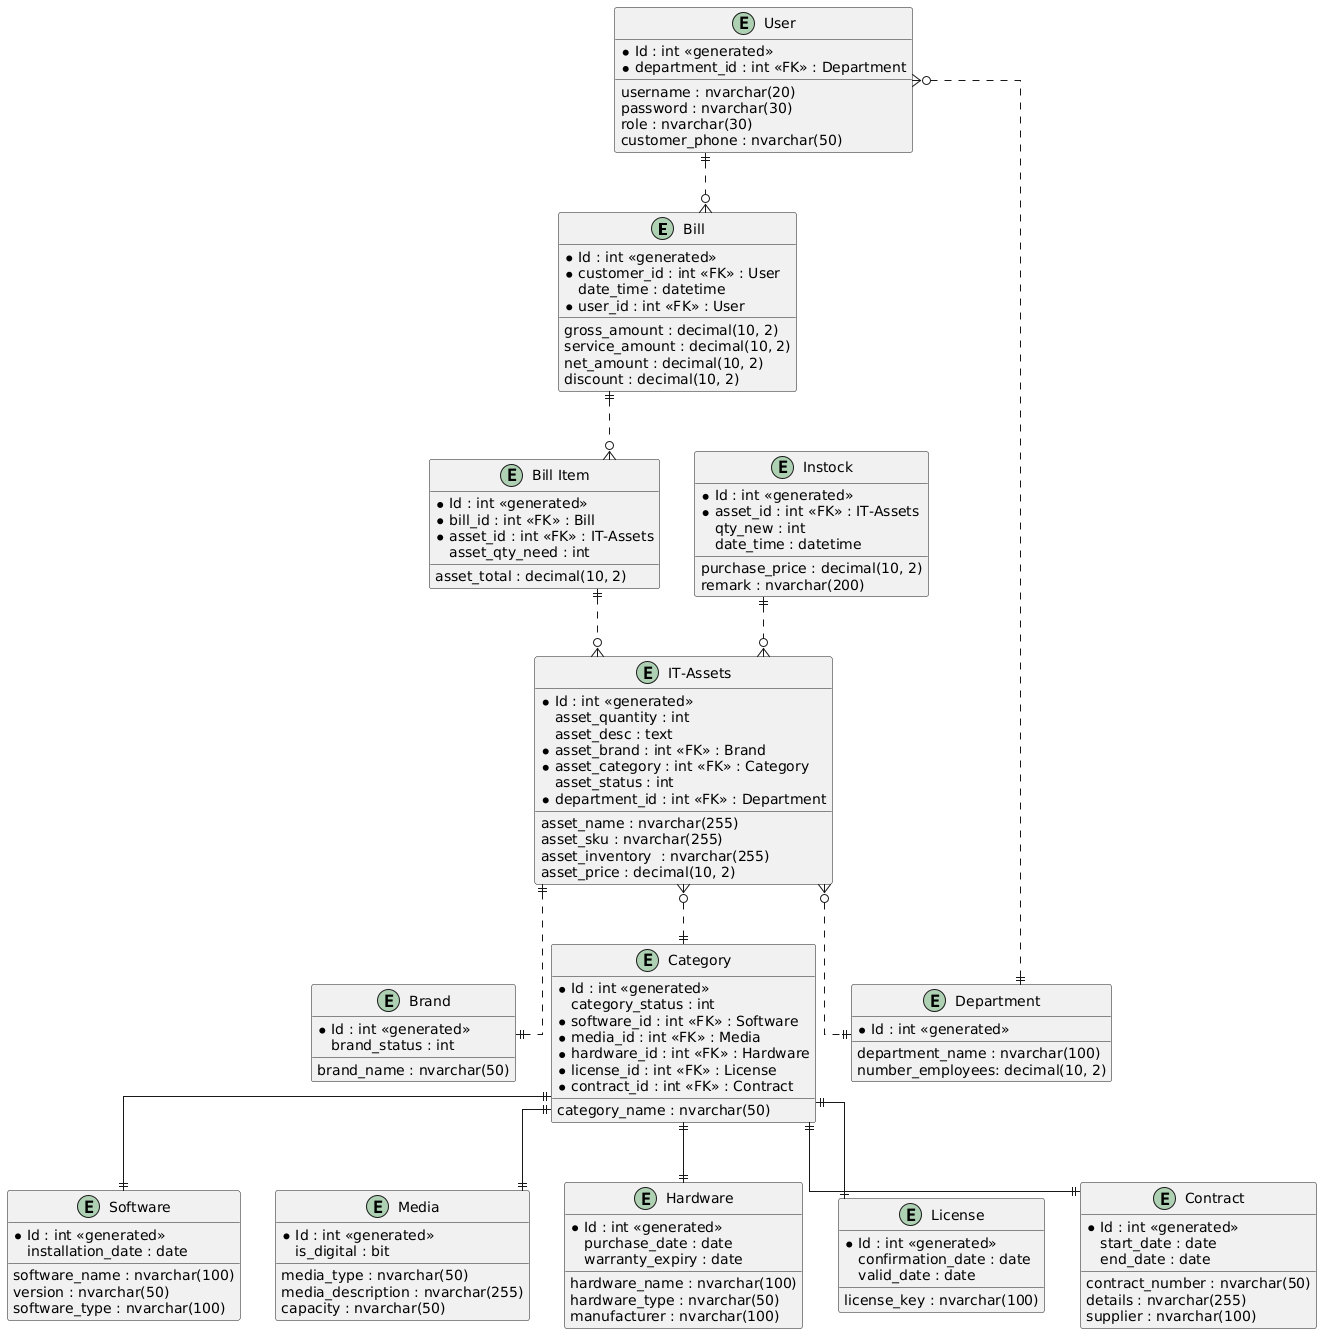 E User
* Id : int «generated»
* department_id : int «FK» : Department
username : nvarchar(20)
password : nvarchar(30)
role : nvarchar(30)
customer_phone : nvarchar(50)
E Bill
* Id : int «generated»
* customer_id : int «FK» : User
date_time : datetime
* user_id : int «FK» : User
gross_amount : decimal(10, 2)
service_amount : decimal(10, 2)
net_amount : decimal(10, 2)
discount : decimal(10, 2)
E Bill Item
* Id : int «generated»
* bill_id : int «FK» : Bill
* asset_id : int «FK» : IT-Assets
asset_qty_need : int
asset_total : decimal(10, 2)
E Instock
* Id : int «generated»
* asset_id : int «FK» : IT-Assets
qty_new : int
date_time : datetime
purchase_price : decimal(10, 2)
remark : nvarchar(200)
E IT-Assets
* Id : int «generated»
asset_quantity : int
asset_desc : text
* asset_brand : int «FK» : Brand
* asset_category : int «FK» : Category
asset_status : int
* department_id : int «FK» : Department
asset_name : nvarchar(255)
asset_sku : nvarchar(255)
asset_inventory  : nvarchar(255)
asset_price : decimal(10, 2)
E Brand
* Id : int «generated»
brand_status : int
brand_name : nvarchar(50)
E Category
* Id : int «generated»
category_status : int
* software_id : int «FK» : Software
* media_id : int «FK» : Media
* hardware_id : int «FK» : Hardware
* license_id : int «FK» : License
* contract_id : int «FK» : Contract
category_name : nvarchar(50)
E Department
* Id : int «generated»
department_name : nvarchar(100)
number_employees: decimal(10, 2)
E Software
* Id : int «generated»
installation_date : date
software_name : nvarchar(100)
version : nvarchar(50)
software_type : nvarchar(100)
E Media
* Id : int «generated»
is_digital : bit
media_type : nvarchar(50)
media_description : nvarchar(255)
capacity : nvarchar(50)
E Hardware
* Id : int «generated»
purchase_date : date
warranty_expiry : date
hardware_name : nvarchar(100)
hardware_type : nvarchar(50)
manufacturer : nvarchar(100)
E License
* Id : int «generated»
confirmation_date : date
valid_date : date
license_key : nvarchar(100)
E Contract
* Id : int «generated»
start_date : date
end_date : date
contract_number : nvarchar(50)
details : nvarchar(255)
supplier : nvarchar(100)